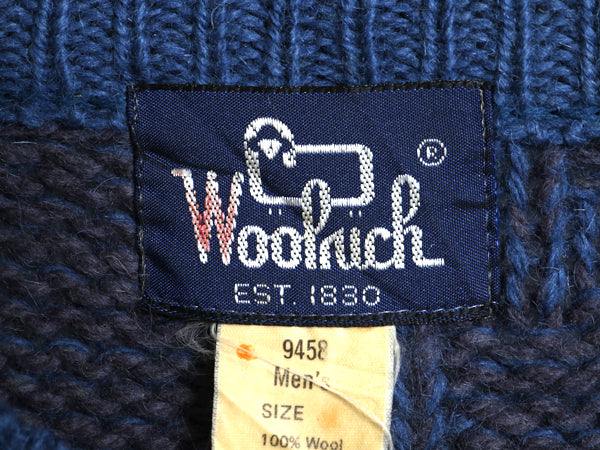 Woolrich
®
EST. 1830
9458
Men's
SIZE
100% Wool